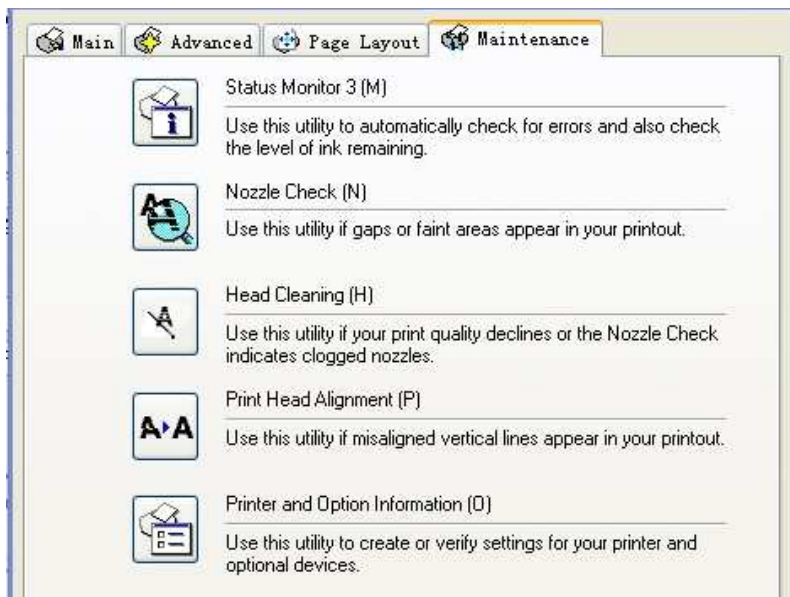 Main Advanced Page Layout Maintenance
Status Monitor 3 (M)
Use this utility to automatically check for errors and also check
the level of ink remaining.
Nozzle Check (N)
Use this utility if gaps or faint areas appear in your printout.
Head Cleaning (H)
Use this utility if your print quality declines or the Nozzle Check
indicates clogged nozzles.
Print Head Alignment (P)
Use this utility if misaligned vertical lines appear in your printout.
Printer and Option Information (O)
Use this utility to create or verify settings for your printer and
optional devices.